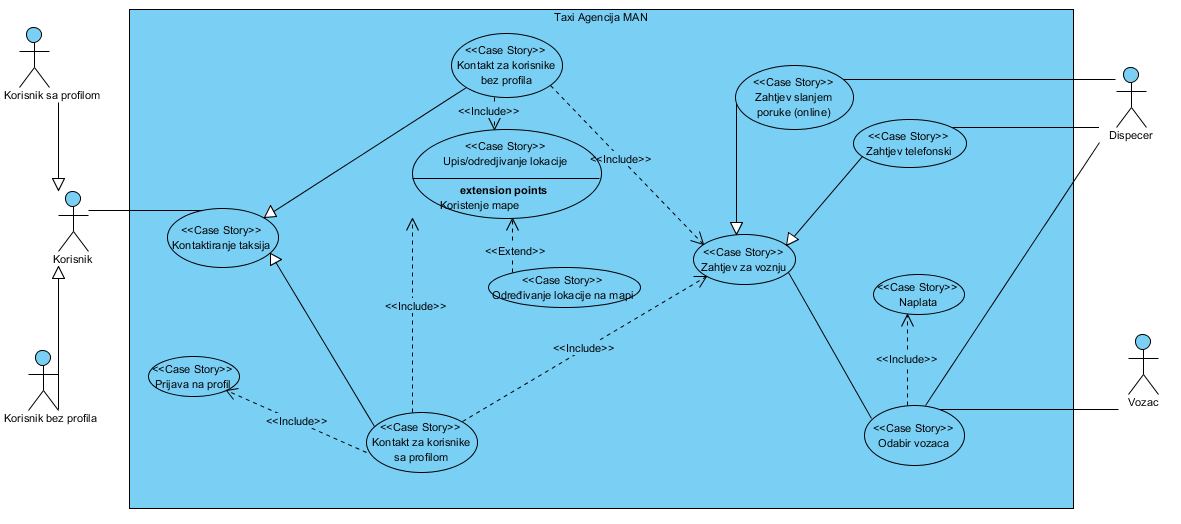 Taxi Agencija MAN
Korisnik sa profilom
Korisnik
Korisnik bez profila
<<Case Story>>
Kontakt za korisnike
bez profila
<<Include>>
<<Case Story>>
Upis/odredjivanje lokacije
extension points
Koristenje mape
<<Include>>
<<Case Story>>
Kontaktiranje taksija
<<Extend>>
<<Case Story>>
Određivanje lokacije na mapi
<<Include>>
<<Include>>
<<Case Story>>
Prijava na profil
<<Include>>
<<Case Story>>
Kontakt za korisnike
sa profilom
<<Case Story>>
Zahtjev slanjem
poruke (online)
<<Case Story>>
Zahtjev telefonski
<<Case Story>>
Zahtjev za voznju
<<Case Story>>
Naplata
<<Include>>
<<Case Story>>
Odabir vozaca
Dispecer
Vozac